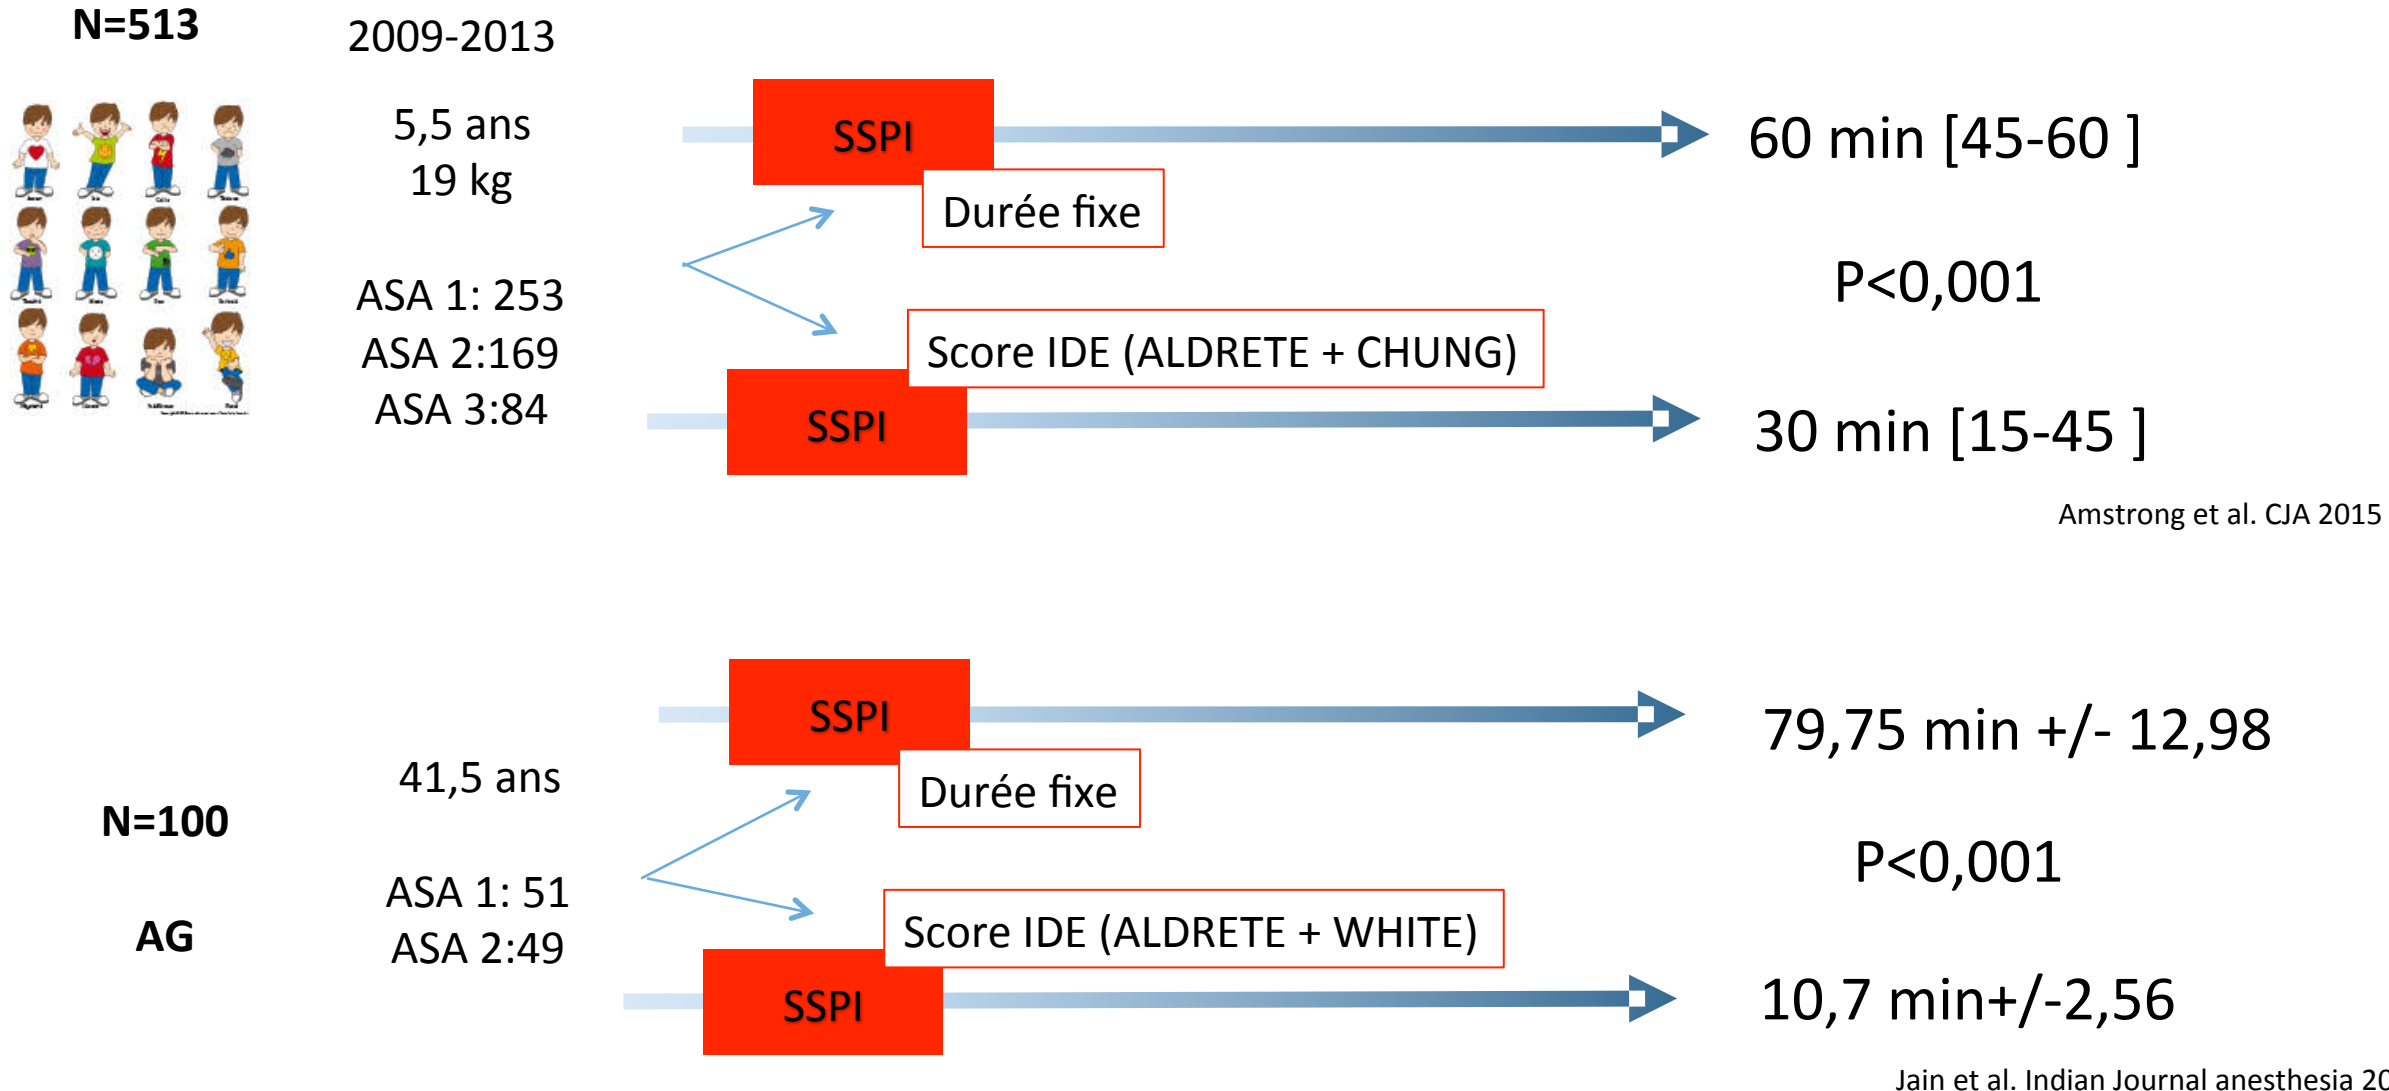 N=513
2009-2013
5,5 ans
19 kg
ASA 1: 253
ASA 2:169
ASA 3:84
SSPI
Durée fixe
60 min [45-60 ]
P<0,001
Score IDE (ALDRETE + CHUNG)
SSPI
30 min [15-45 ]
Amstrong et al. CJA 2015
N=100
AG
41,5 ans
ASA 1: 51
ASA 2:49
SSPI
Durée fixe
79,75 min +/- 12,98
P<0,001
Score IDE (ALDRETE + WHITE)
SSPI
10,7 min+/-2,56
Jain et al. Indian Journal anesthesia 20